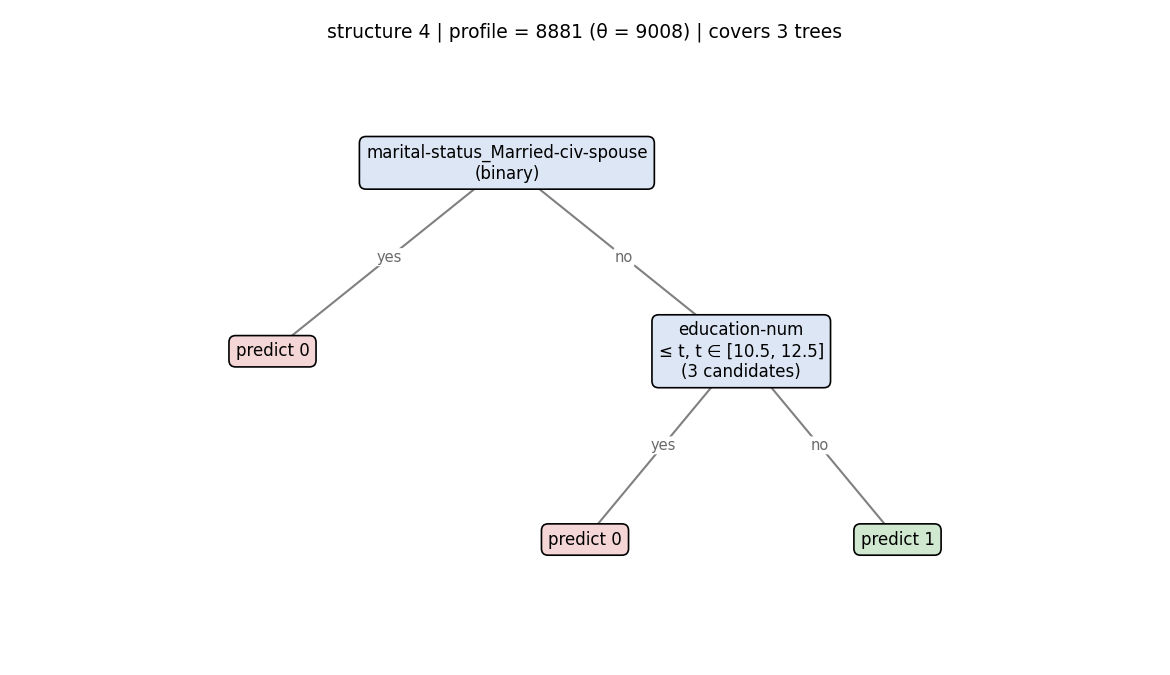 structure 4 | profile = 8881 (θ = 9008) | covers 3 trees
marital-status_Married-civ-spouse
(binary)
yes
no
predict 0
education-num
≤ t, t ∈ [10.5, 12.5]
(3 candidates)
yes
no
predict 0
predict 1